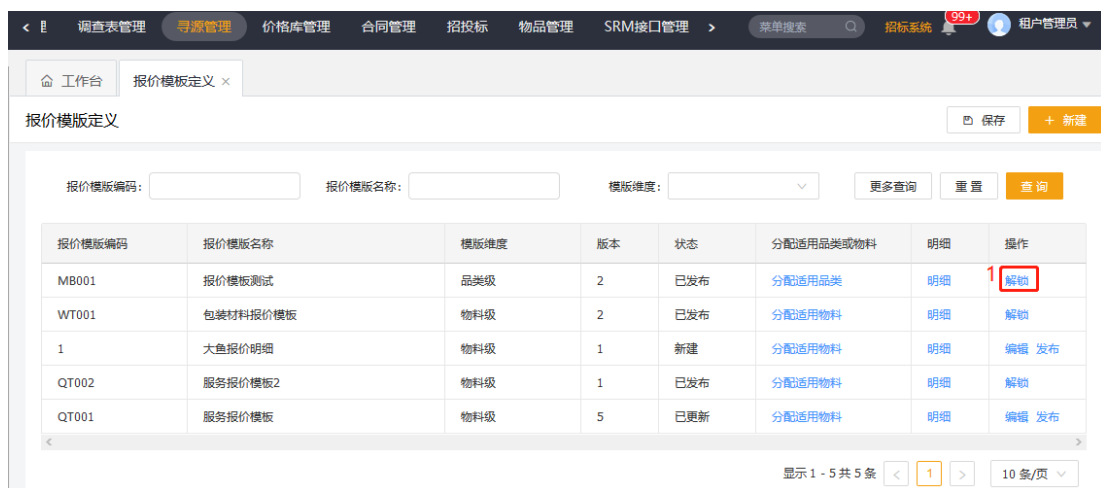 调查表管理 寻源管理 价格库管理 合同管理 招投标 物品管理 SRM接口管理 菜单搜索 招标系统 99+ 租户管理员
工作台 报价模板定义 ×
报价模版定义 保存 + 新建
报价模版编码: 报价模版名称: 模版维度: 更多查询 重置 查询
报价模版编码 报价模版名称 模版维度 版本 状态 分配适用品类或物料 明细 操作
MB001 报价模板测试 品类级 2 已发布 分配适用品类 明细 1 解锁
WT001 包装材料报价模板 物料级 2 已发布 分配适用物料 明细 解锁
1 大鱼报价明细 物料级 1 新建 分配适用物料 明细 编辑 发布
QT002 服务报价模板2 物料级 1 已发布 分配适用物料 明细 解锁
QT001 服务报价模板 物料级 5 已更新 分配适用物料 明细 编辑 发布
显示 1 - 5 共 5 条 < 1 > 10 条/页